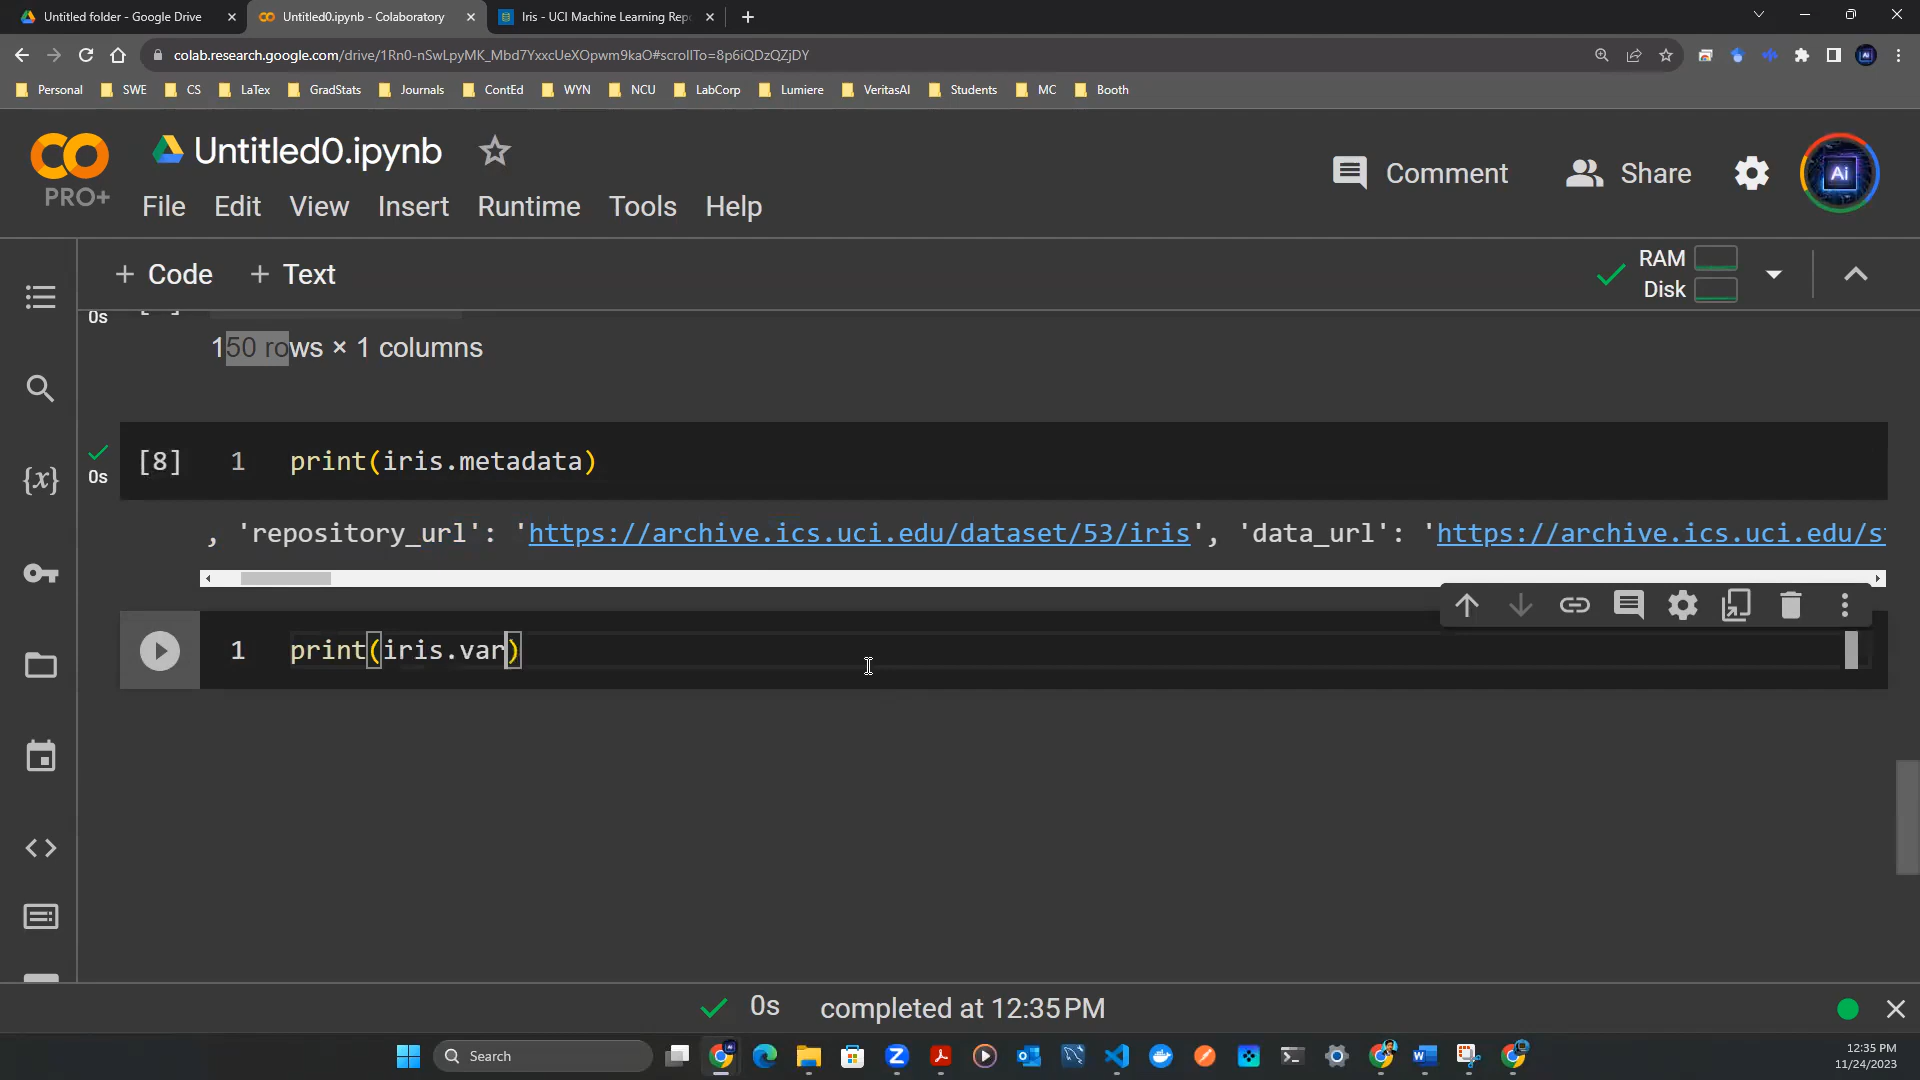 Untitled folder - Google Drive
Untitled0.ipynb - Colaboratory
Iris - UCI Machine Learning Rep
colab.research.google.com/drive/1Rn0-nSwLpyMK_Mbd7YxxcUeXOpwm9kaO#scrollTo=8p6iQDzQZjDY
Personal SWE CS LaTex GradStats Journals ContEd WYN NCU LabCorp Lumiere VeritasAI Students MC Booth
CO PRO+
Untitled0.ipynb
Comment Share Ai
File Edit View Insert Runtime Tools Help
+ Code + Text
RAM
Disk
0s
150 rows × 1 columns
[8] 1 print(iris.metadata)
0s
, 'repository_url': 'https://archive.ics.uci.edu/dataset/53/iris', 'data_url': 'https://archive.ics.uci.edu/s
1 print(iris.var)
{x}
0s completed at 12:35 PM
Search
12:35 PM
11/24/2023